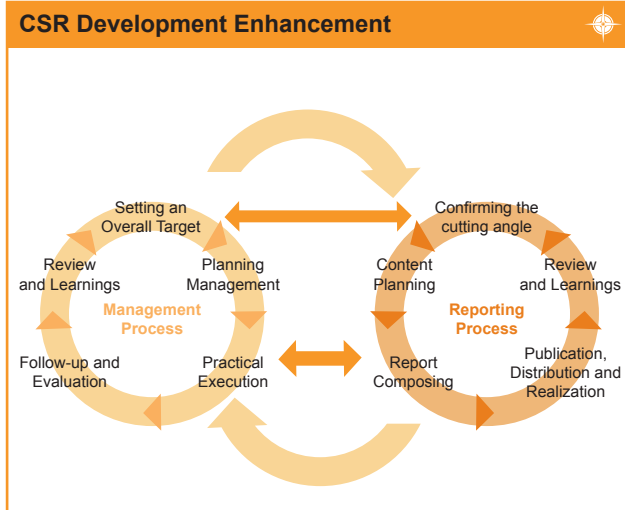 CSR Development Enhancement
Setting an
Overall Target
Planning
Management
Practical
Execution
Follow-up and
Evaluation
Review
and Learnings
Management
Process
Confirming the
cutting angle
Content
Planning
Report
Composing
Publication,
Distribution and
Realization
Review
and Learnings
Reporting
Process